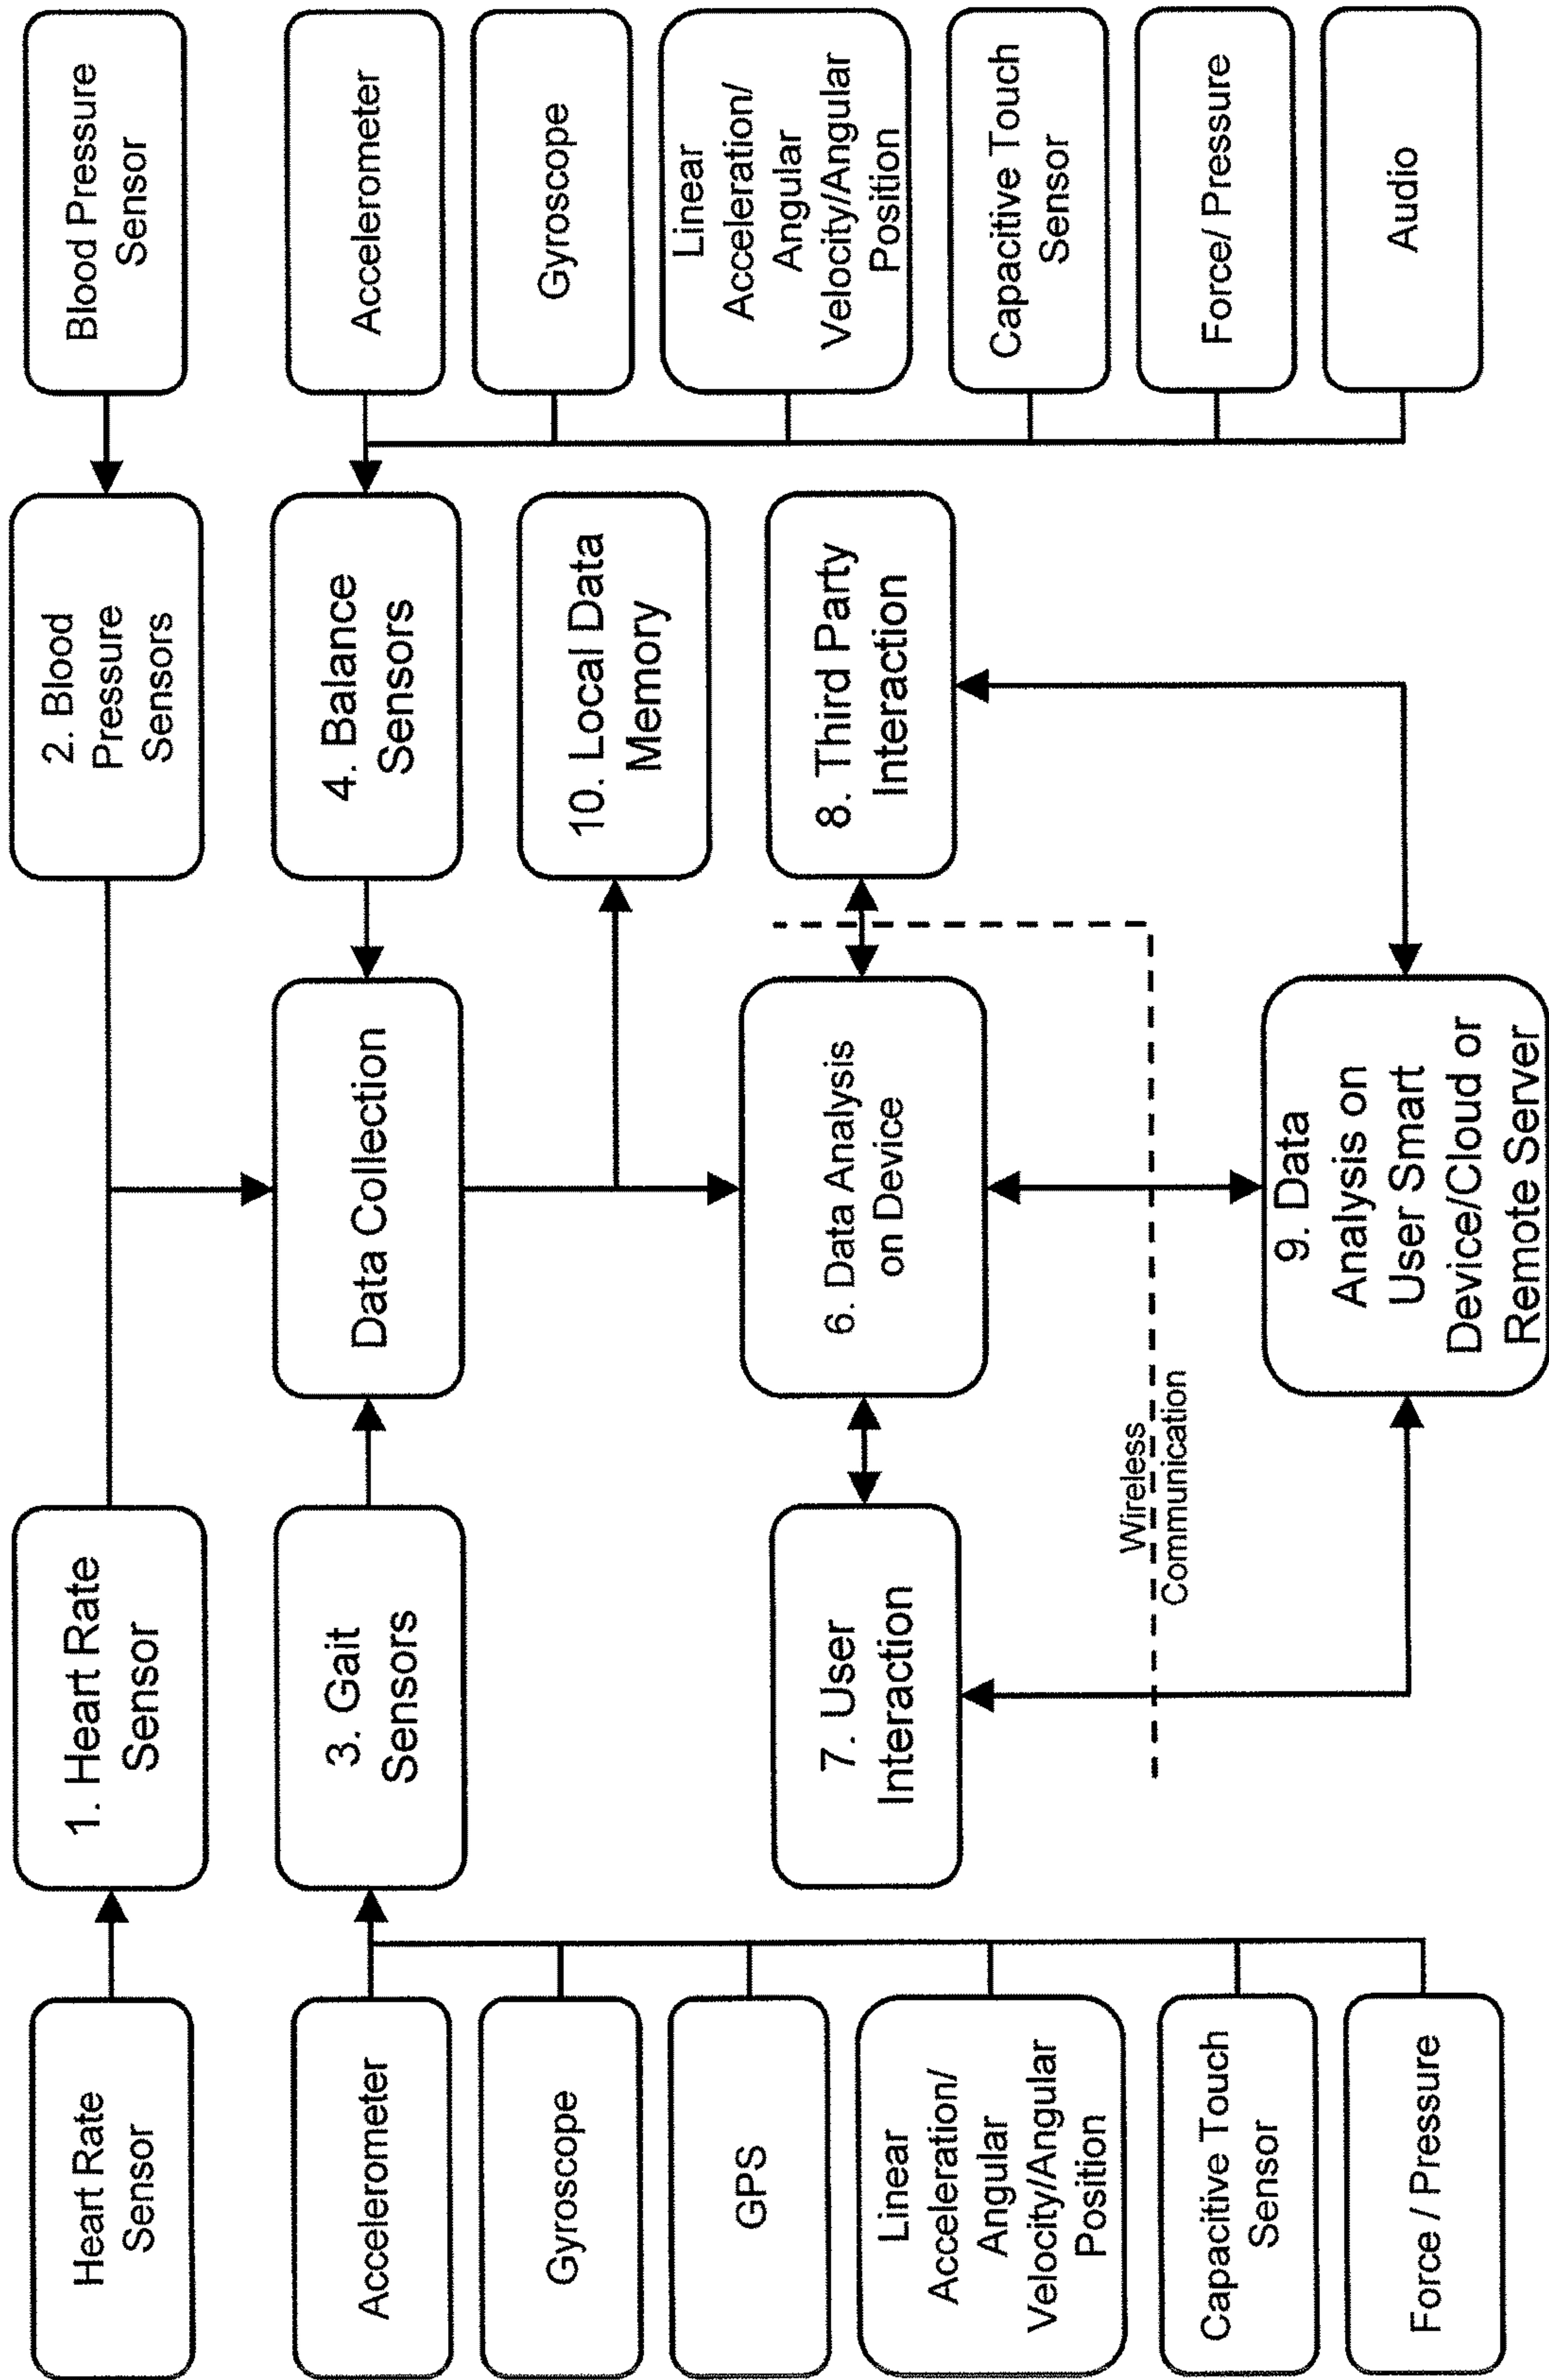 Heart Rate
Sensor
1. Heart Rate
Sensor
2. Blood
Pressure
Sensors
Blood Pressure
Sensor
Accelerometer
Gyroscope
GPS
Linear
Acceleration/
Angular
Velocity/Angular
Position
Capacitive Touch
Sensor
Force / Pressure
3. Gait
Sensors
Data Collection
4. Balance
Sensors
10. Local Data
Memory
Accelerometer
Gyroscope
Linear
Acceleration/
Angular
Velocity/Angular
Position
Capacitive Touch
Sensor
Force/ Pressure
Audio
7. User
Interaction
6. Data Analysis
on Device
8. Third Party
Interaction
Wireless
Communication
9. Data
Analysis on
User Smart
Device/Cloud or
Remote Server